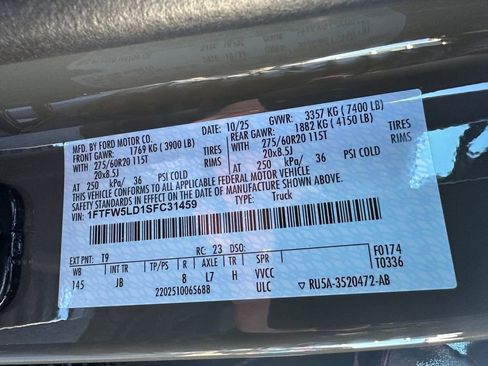 MFD. BY FORD MOTOR CO.
DATE: 10/25 GVWR: 3357 KG ( 7400 LB)
FRONT GAWR: 1769 KG ( 3900 LB) REAR GAWR: 1882 KG ( 4150 LB)
WITH 275/60R20 115T TIRES WITH 275/60R20 115T TIRES
20x8.5J RIMS 20x8.5J RIMS
AT 250 kPa/ 36 PSI COLD AT 250 kPa/ 36 PSI COLD
THIS VEHICLE CONFORMS TO ALL APPLICABLE FEDERAL MOTOR VEHICLE
SAFETY STANDARDS IN EFFECT ON THE DATE OF MANUFACTURE SHOWN ABOVE.
VIN: 1FTFW5LD1SFC31459 TYPE: Truck
EXT PNT: T9 RC: 23 DSO: F0174
WB INT TR TP/PS R AXLE TR SPR T0336
145 JB 8 L7 H VVCC
2202510065688 ULC ▽ RU5A-3520472-AB